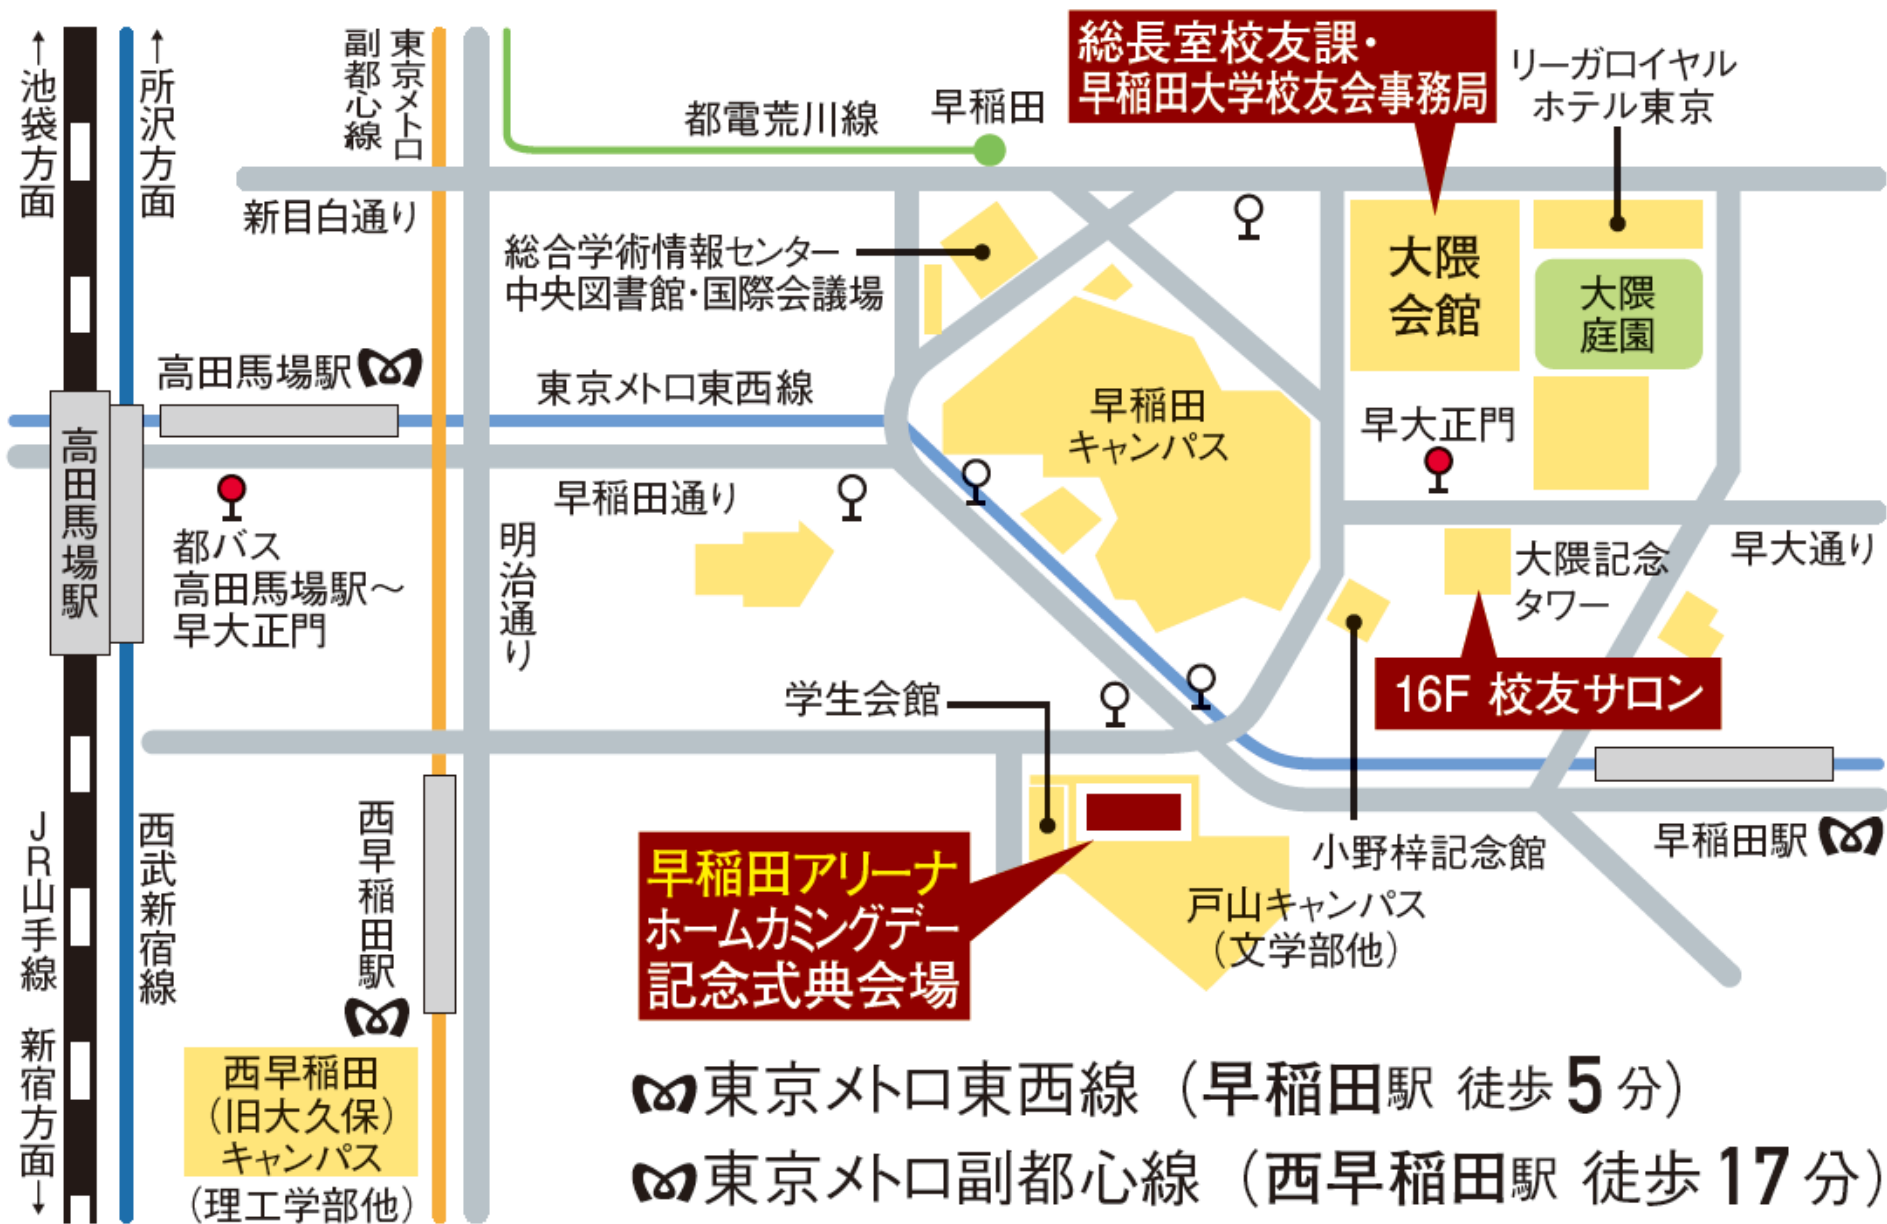 ←池袋方面
←所沢方面
東京メトロ
副都心線
都電荒川線
早稲田
総長室校友課・
早稲田大学校友会事務局
リーガロイヤル
ホテル東京
新目白通り
総合学術情報センター
中央図書館・国際会議場
大隈
会館
大隈
庭園
高田馬場駅
東京メトロ東西線
早稲田
キャンパス
早大正門
高田馬場駅
早稲田通り
都バス
高田馬場駅～
早大正門
明治通り
大隈記念
タワー
早大通り
16F 校友サロン
学生会館
小野梓記念館
早稲田駅
JR山手線 新宿方面→
西武新宿線
西早稲田駅
早稲田アリーナ
ホームカミングデー
記念式典会場
戸山キャンパス
（文学部他）
西早稲田
（旧大久保）
キャンパス
（理工学部他）
東京メトロ東西線（早稲田駅 徒歩5分）
東京メトロ副都心線（西早稲田駅 徒歩17分）